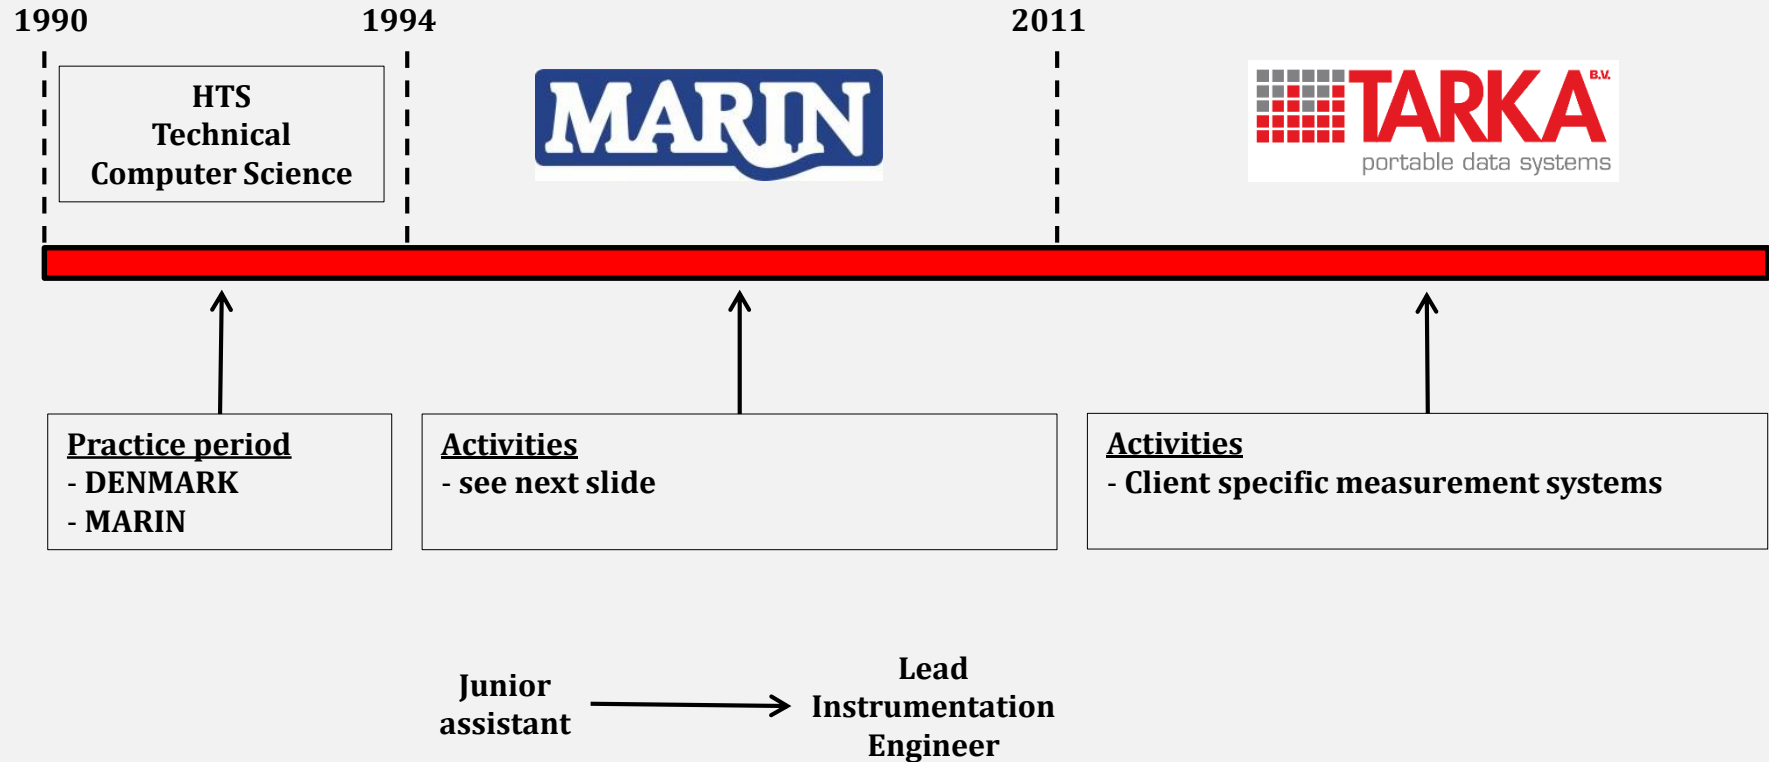 1990
1994
2011
HTS
Technical
Computer Science
MARIN
TARKA B.V.
portable data systems
Practice period
- DENMARK
- MARIN
Activities
- see next slide
Activities
- Client specific measurement systems
Junior
assistant
Lead
Instrumentation
Engineer